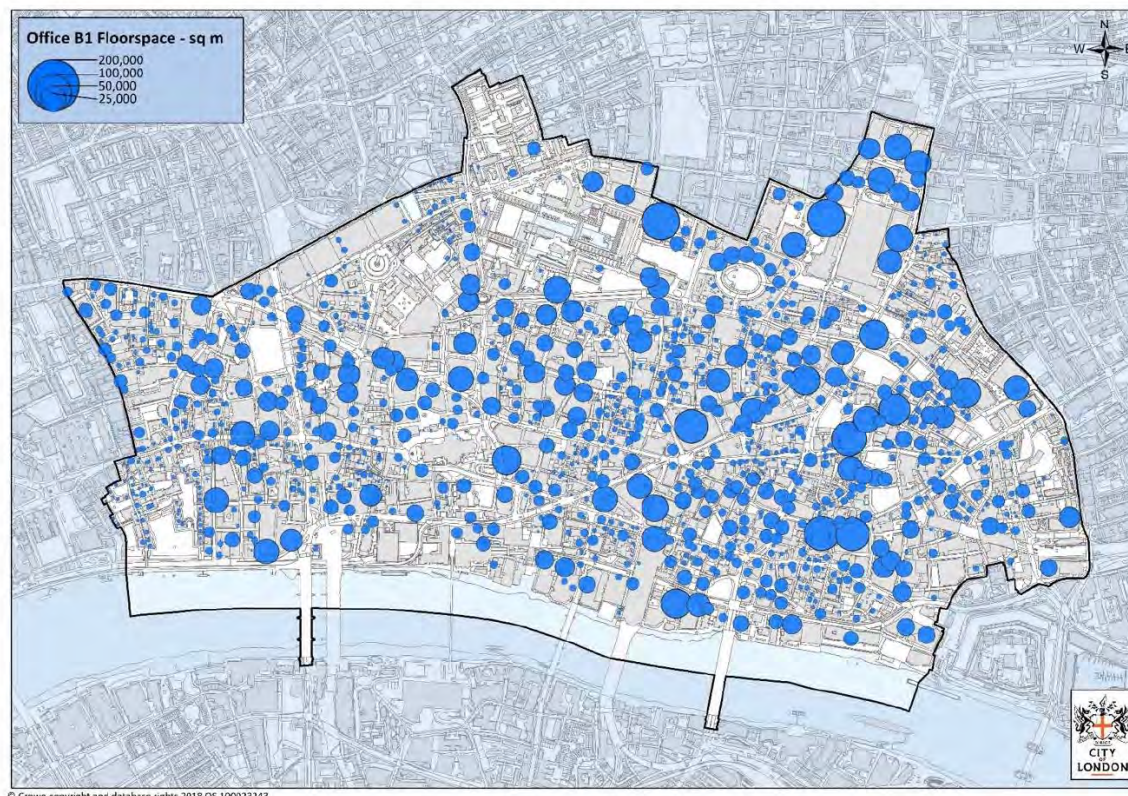 Office B1 Floorspace - sq m
200,000
100,000
50,000
25,000
N
W E
S
CITY
OF
LONDON
© Crown copyright and database rights 2018 OS 100023243